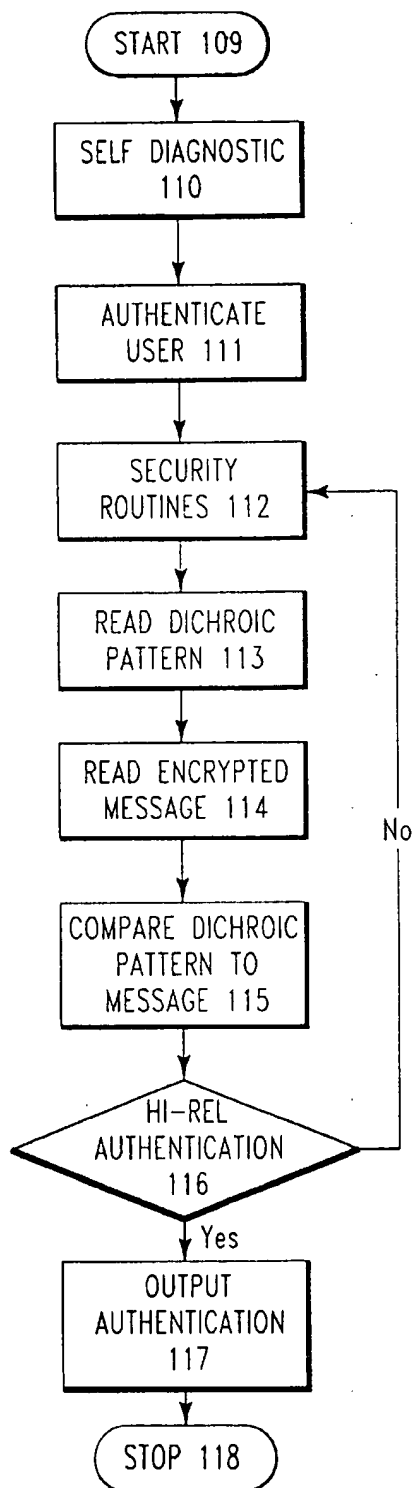 START 109
SELF DIAGNOSTIC
110
AUTHENTICATE
USER 111
SECURITY
ROUTINES 112
READ DICHROIC
PATTERN 113
READ ENCRYPTED
MESSAGE 114
No
COMPARE DICHROIC
PATTERN TO
MESSAGE 115
HI-REL
AUTHENTICATION
116
Yes
OUTPUT
AUTHENTICATION
117
STOP 118